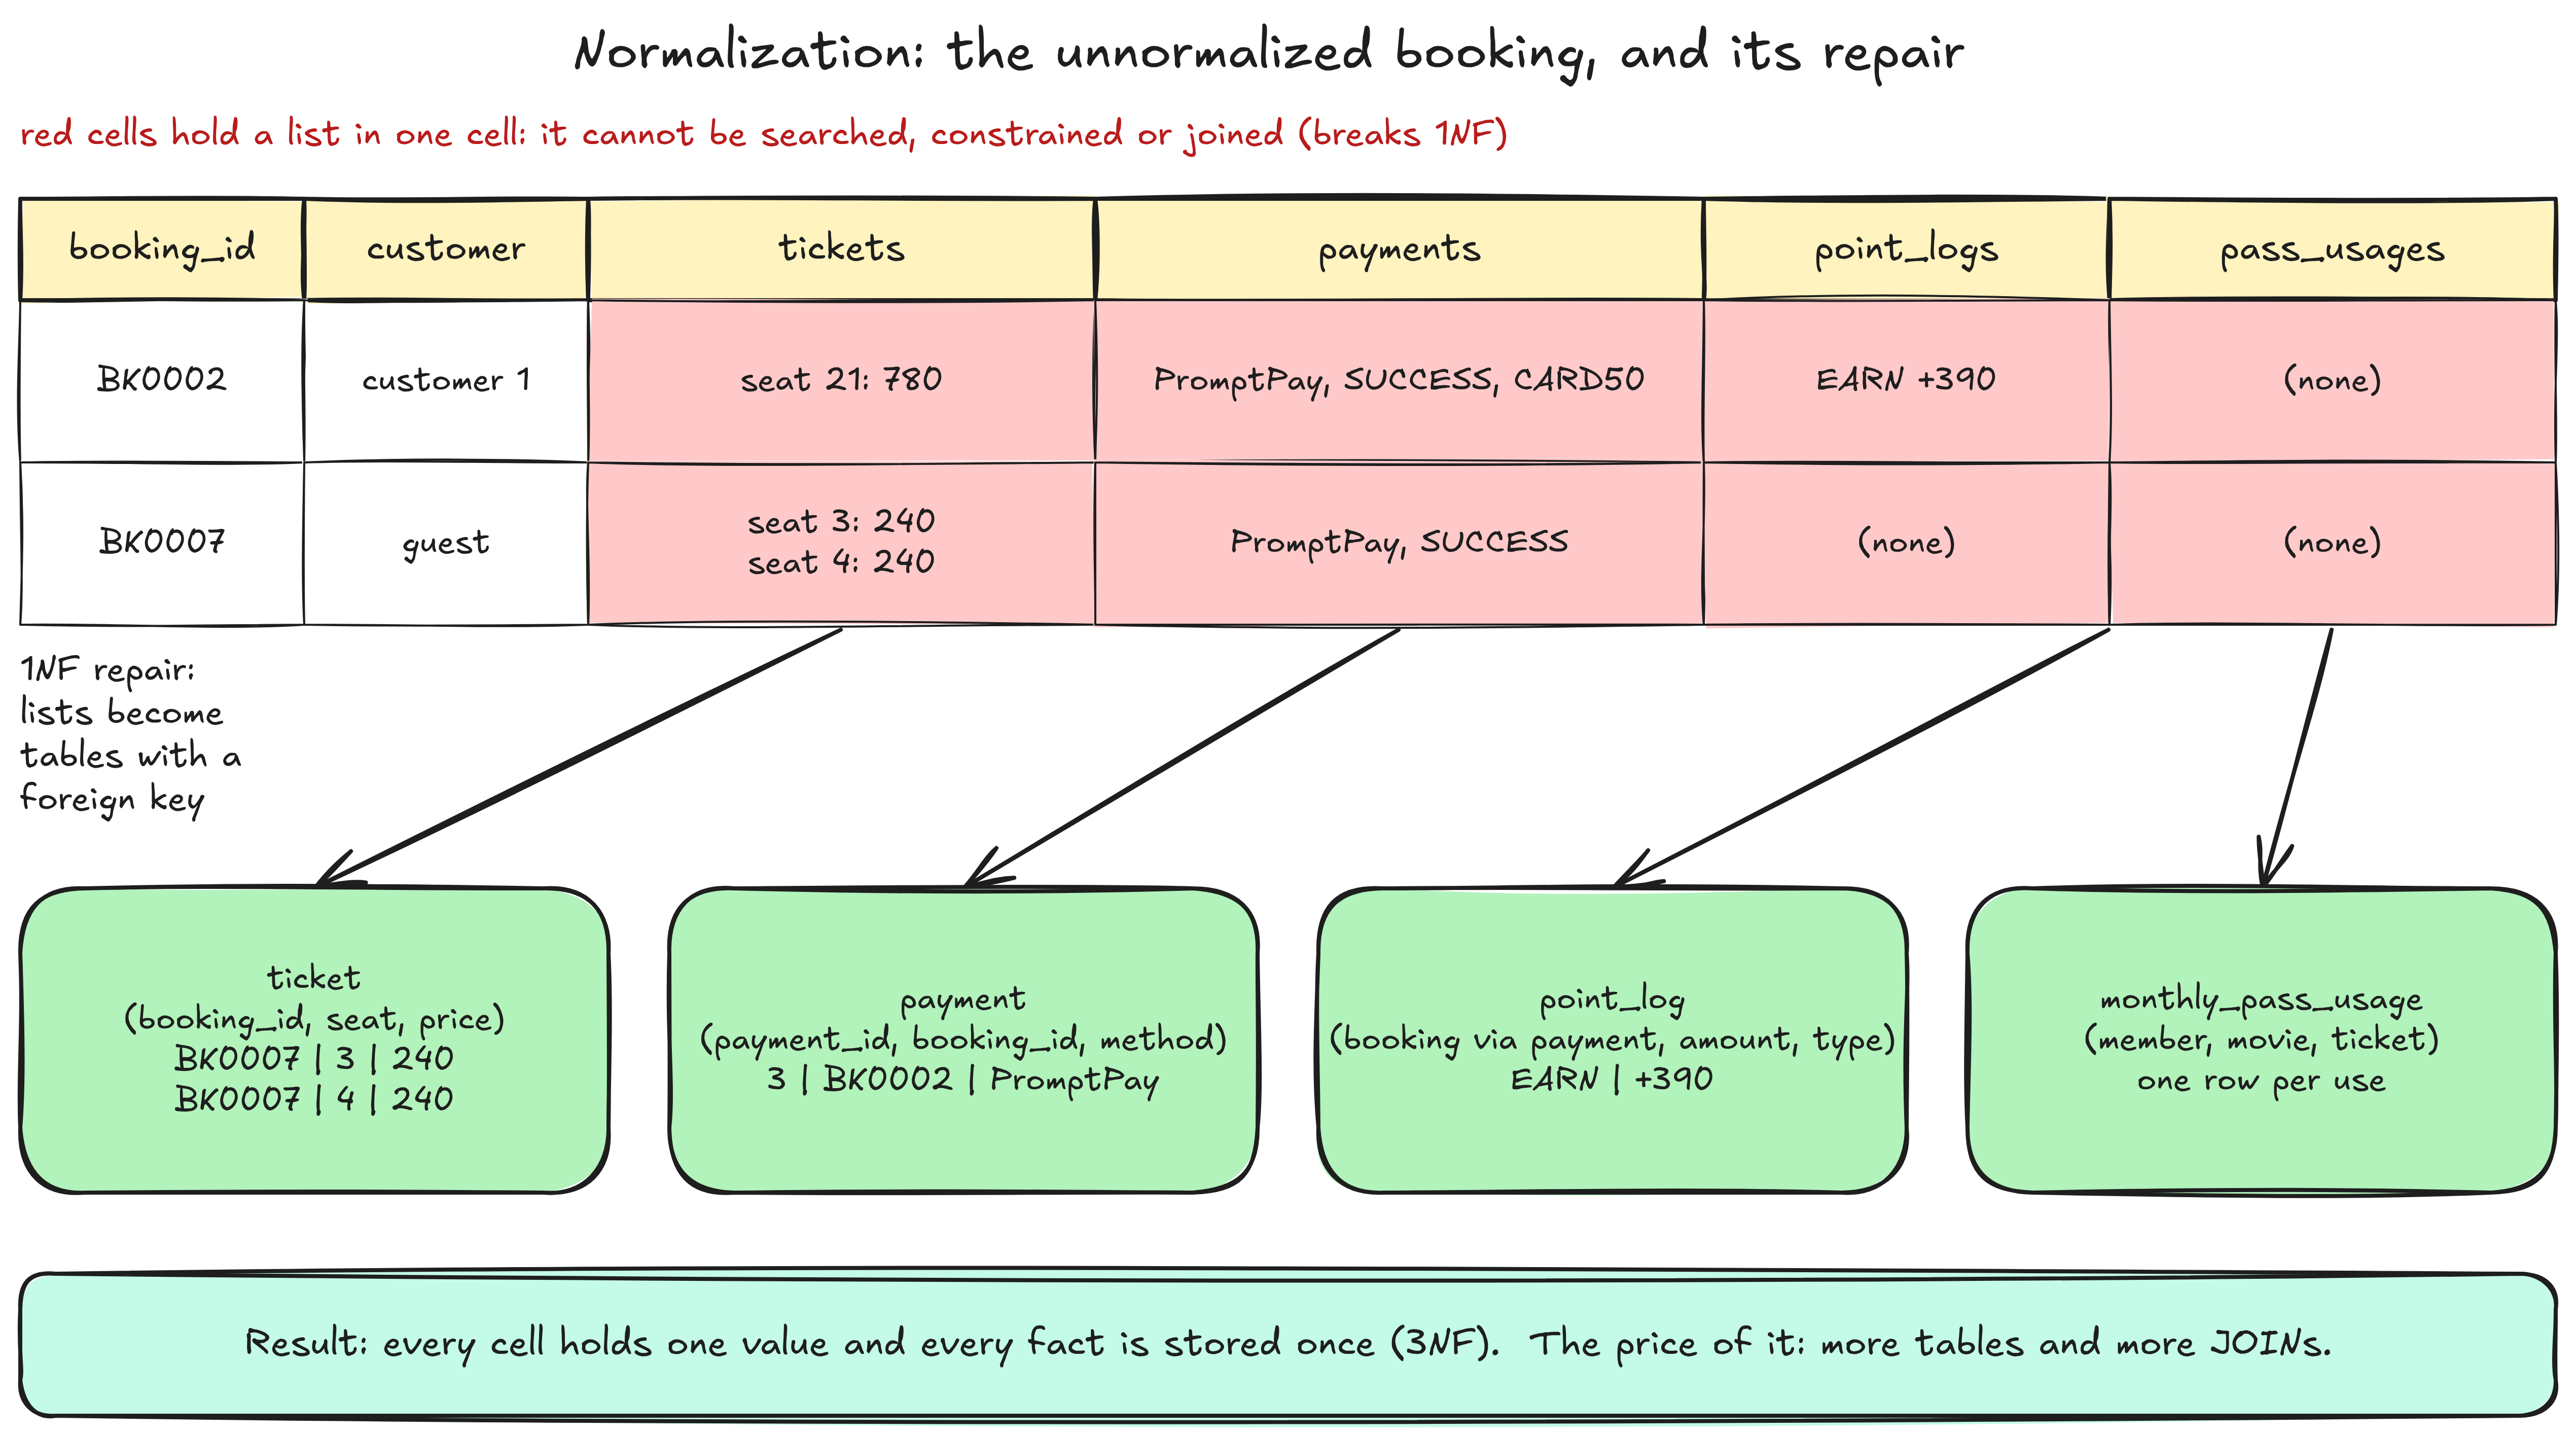 Normalization: the unnormalized booking, and its repair
red cells hold a list in one cell: it cannot be searched, constrained or joined (breaks 1NF)
booking_id customer tickets payments point_logs pass_usages
BK0002 customer 1 seat 21: 780 PromptPay, SUCCESS, CARD50 EARN +390 (none)
BK0007 guest seat 3: 240 PromptPay, SUCCESS (none) (none)
seat 4: 240
1NF repair:
lists become
tables with a
foreign key
ticket
(booking_id, seat, price)
BK0007 | 3 | 240
BK0007 | 4 | 240
payment
(payment_id, booking_id, method)
3 | BK0002 | PromptPay
point_log
(booking via payment, amount, type)
EARN | +390
monthly_pass_usage
(member, movie, ticket)
one row per use
Result: every cell holds one value and every fact is stored once (3NF). The price of it: more tables and more JOINs.